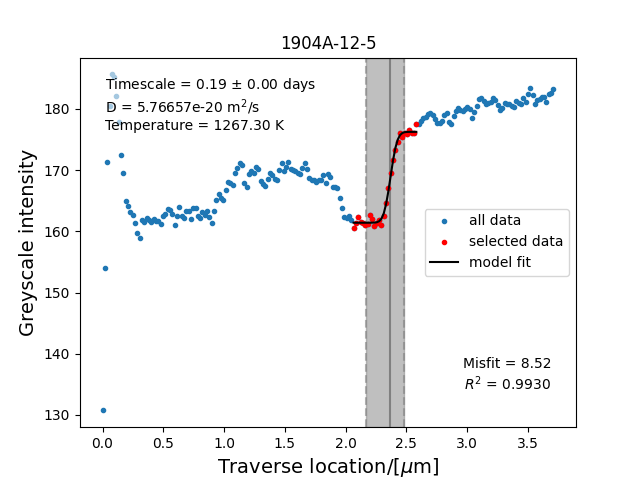 1904A-12-5
Timescale = 0.19 ± 0.00 days
D = 5.76657e-20 m²/s
Temperature = 1267.30 K
Greyscale intensity
180
170
160
150
140
130
all data
selected data
model fit
Misfit = 8.52
R² = 0.9930
0.0 0.5 1.0 1.5 2.0 2.5 3.0 3.5
Traverse location/[μm]